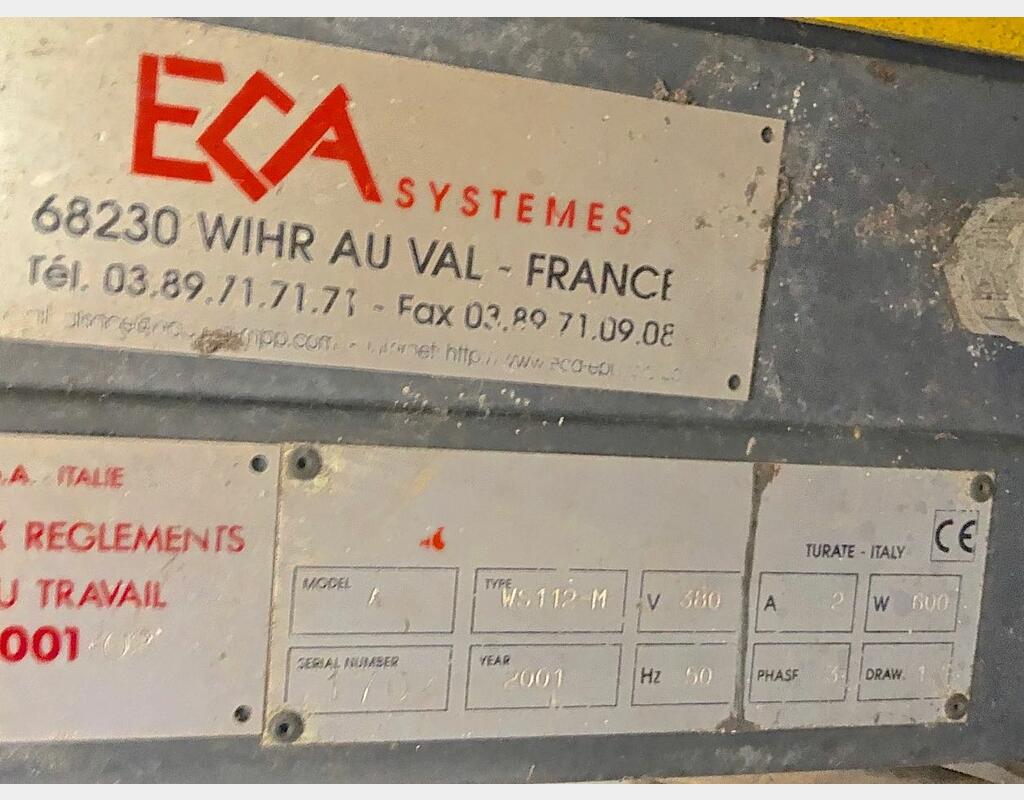 ECA SYSTEMES
68230 WIHR AU VAL - FRANCE
Tél. 03.89.71.71.71 - Fax 03.89 71.09.08
.A. ITALIE
REGLEMENTS
TRAVAIL
001
TURATE - ITALY CE
MODEL A TYPE WS112-M V 380 A 2 W 600
SERIAL NUMBER YEAR 2001 Hz 50 PHASE 3 DRAW.